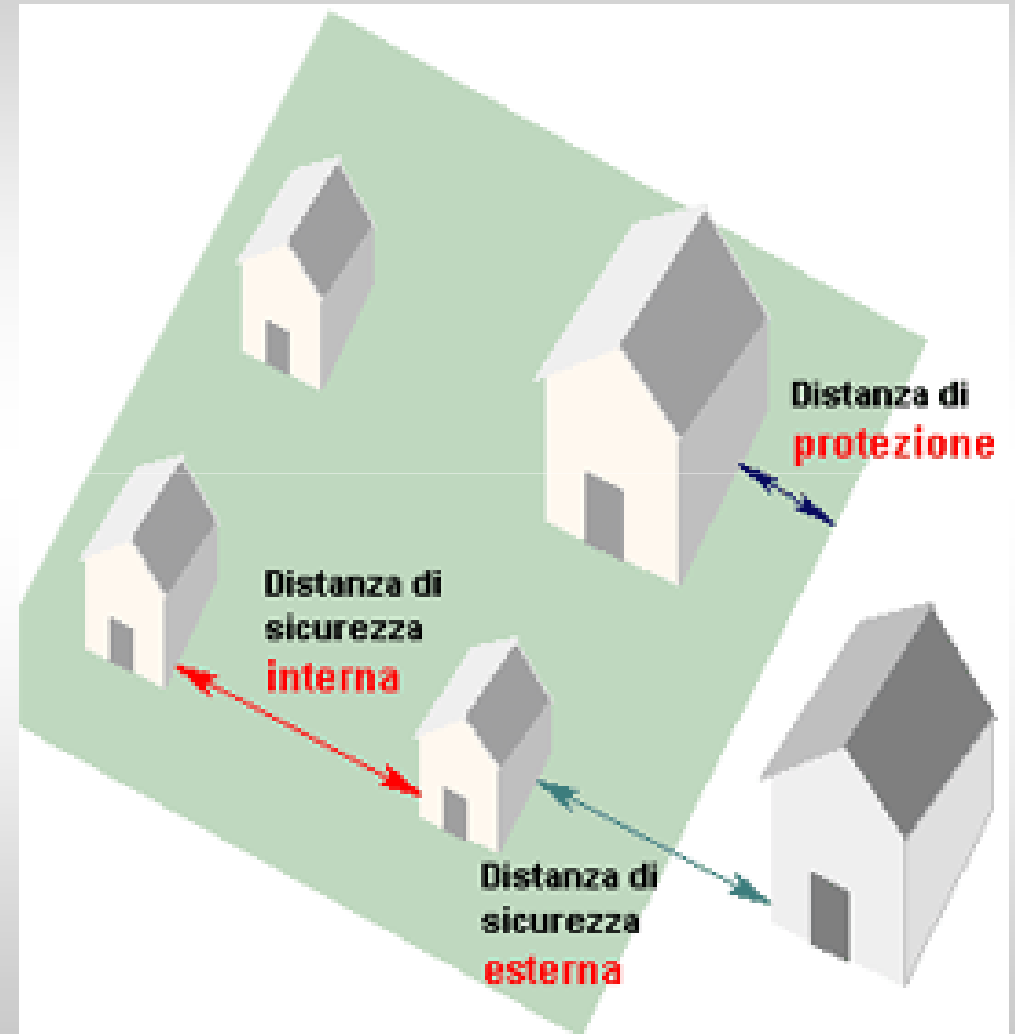 Distanza di
protezione
Distanza di
sicurezza
interna
Distanza di
sicurezza
esterna